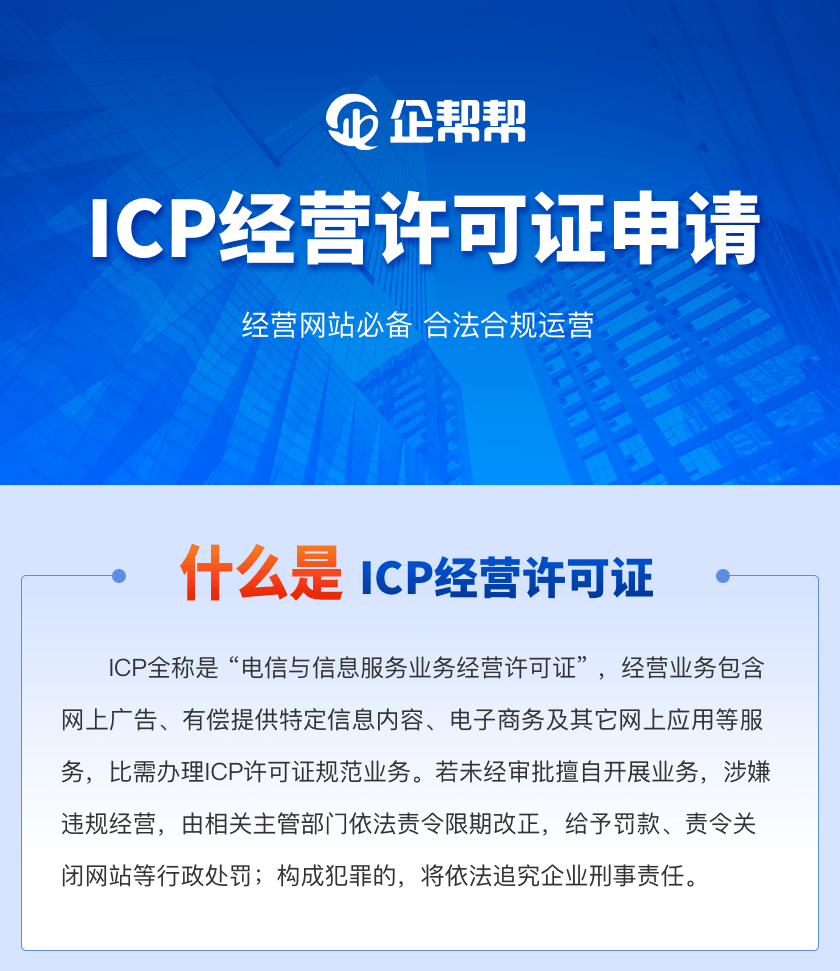 企帮帮
ICP经营许可证申请
经营网站必备 合法合规运营
什么是 ICP经营许可证
ICP全称是“电信与信息服务业务经营许可证”，经营业务包含
网上广告、有偿提供特定信息内容、电子商务及其它网上应用等服
务，比需办理ICP许可证规范业务。若未经审批擅自开展业务，涉嫌
违规经营，由相关主管部门依法责令限期改正，给予罚款、责令关
闭网站等行政处罚；构成犯罪的，将依法追究企业刑事责任。